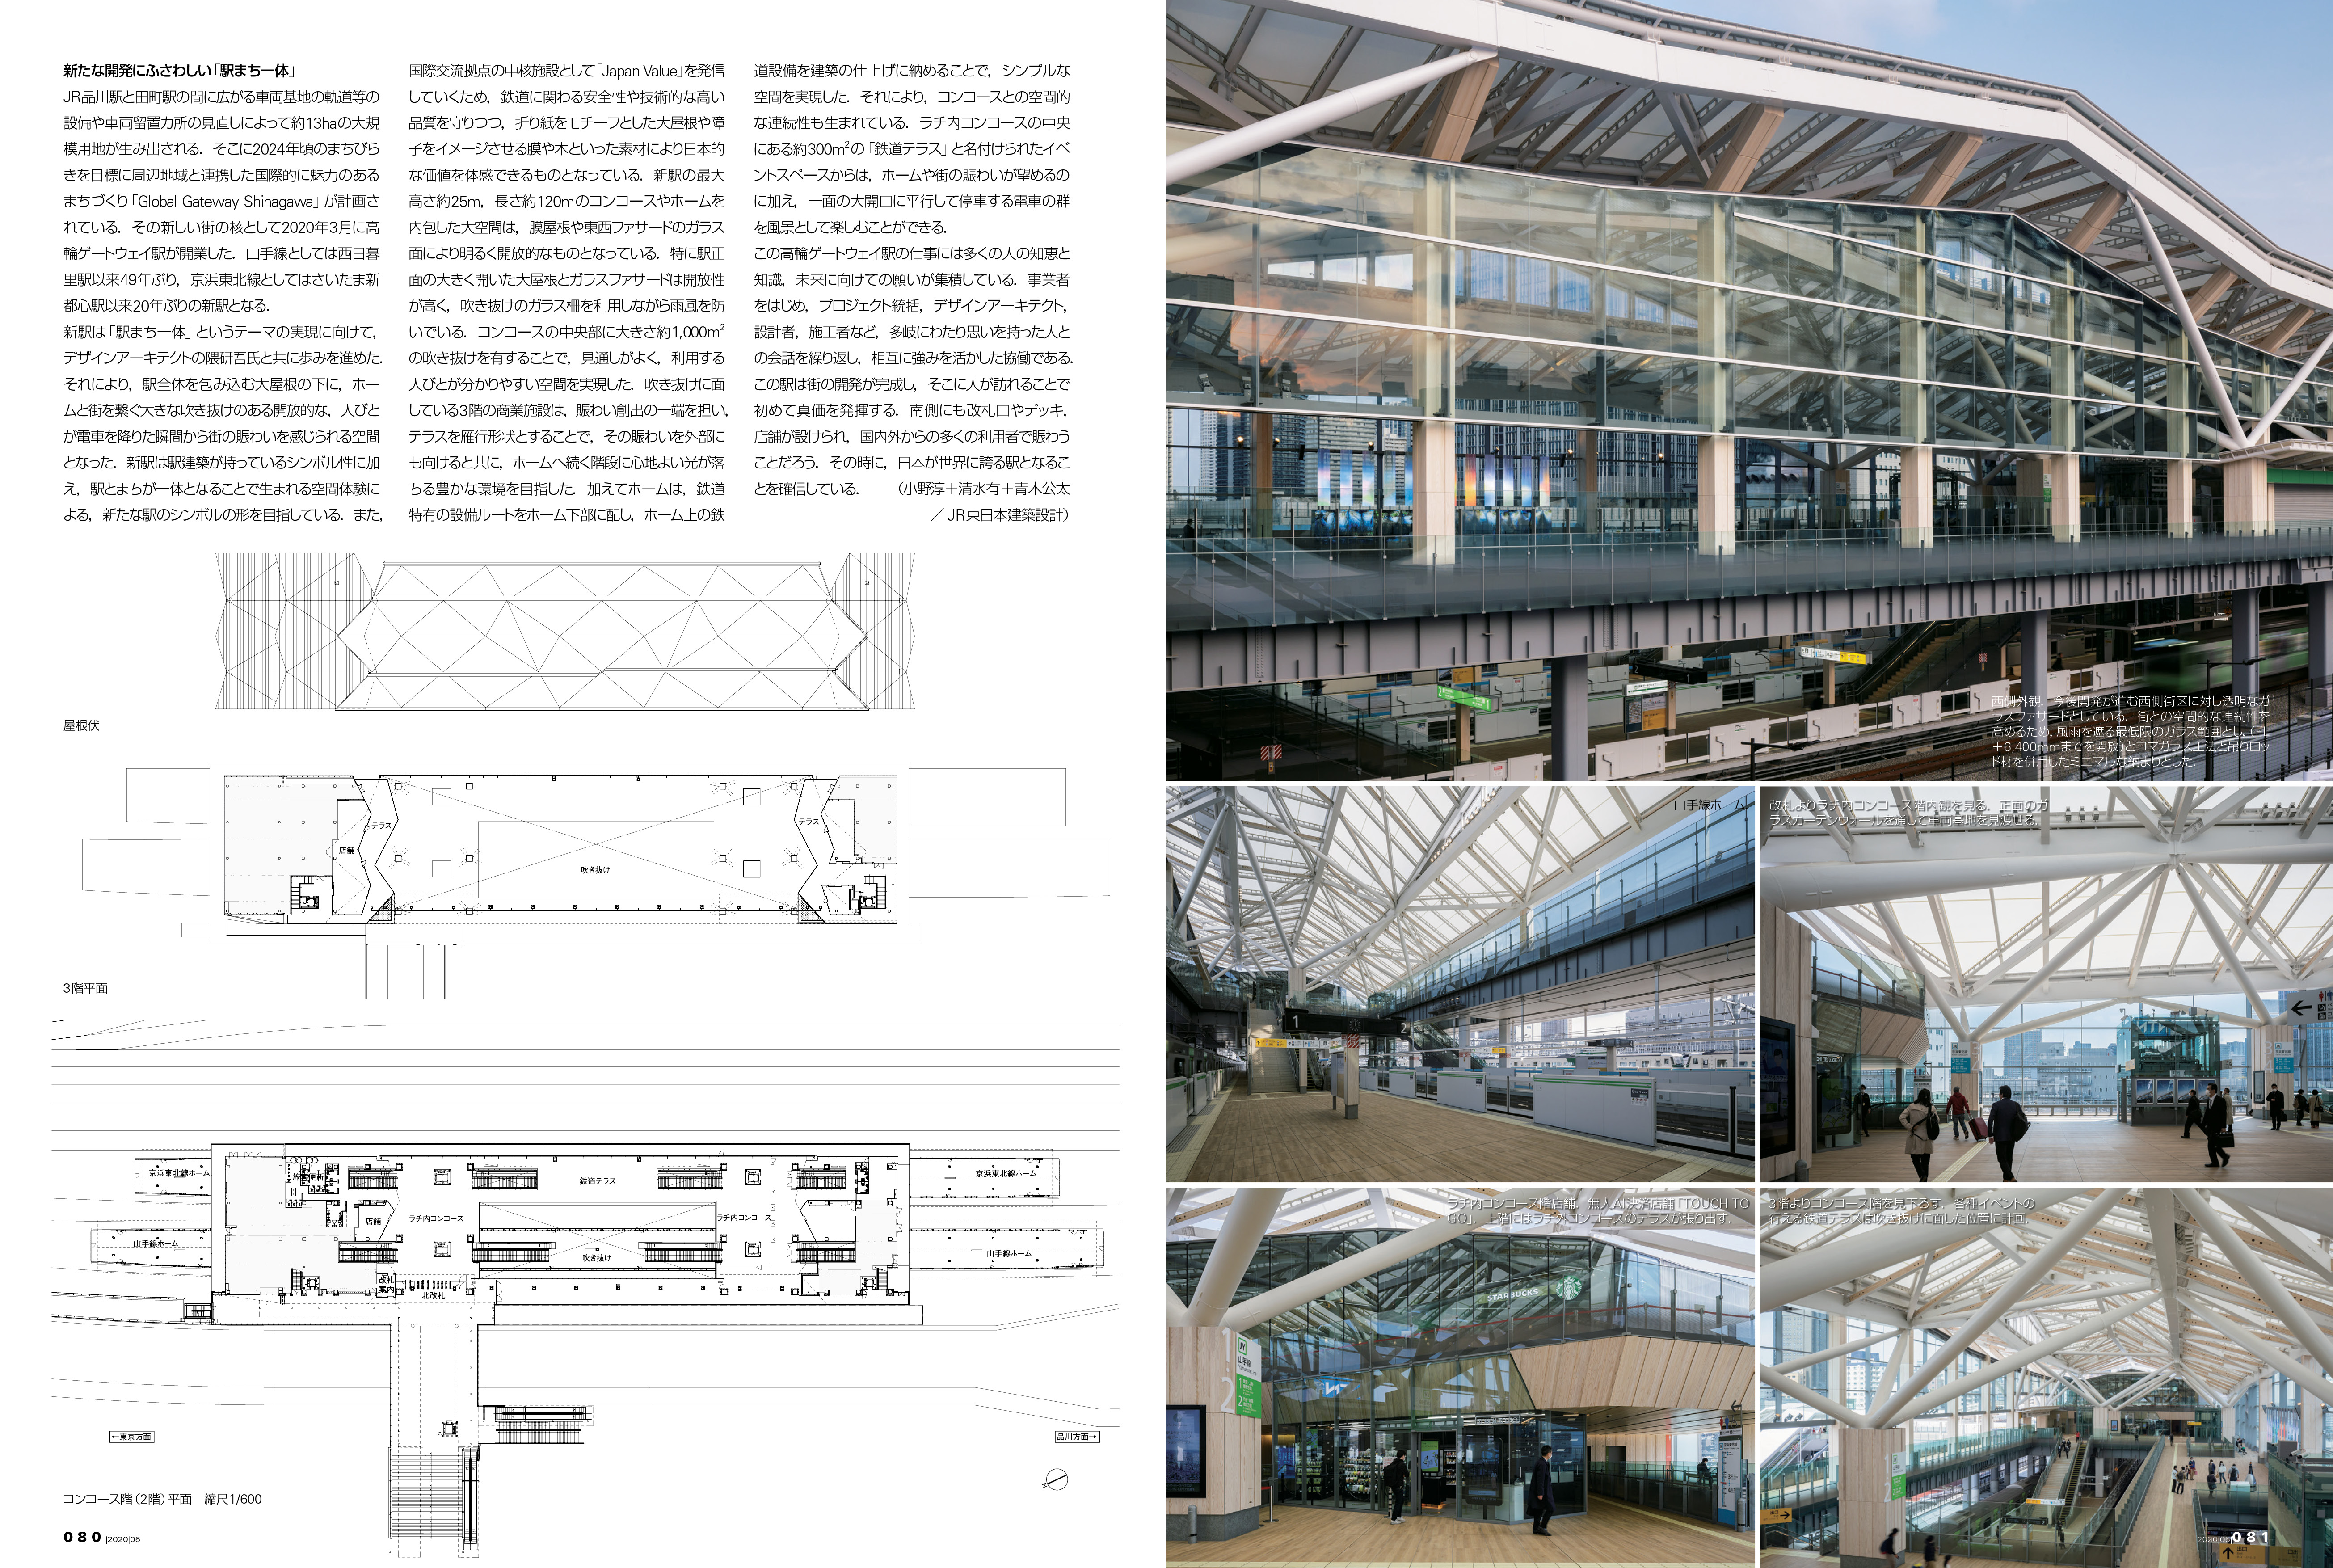 新たな開発にふさわしい「駅まち一体」
JR品川駅と田町駅の間に広がる車両基地の軌道等の
設備や車両留置カ所の見直しによって約13haの大規
模用地が生み出される．そこに2024年頃のまちびら
きを目標に周辺地域と連携した国際的に魅力のある
まちづくり「Global Gateway Shinagawa」が計画さ
れている．その新しい街の核として2020年3月に高
輪ゲートウェイ駅が開業した．山手線としては西日暮
里駅以来49年ぶり，京浜東北線としてはさいたま新
都心駅以来20年ぶりの新駅となる．
新駅は「駅まち一体」というテーマの実現に向けて，
デザインアーキテクトの隈研吾氏と共に歩みを進めた．
それにより，駅全体を包み込む大屋根の下に，ホー
ムと街を繋ぐ大きな吹き抜けのある開放的な，人びと
が電車を降りた瞬間から街の賑わいを感じられる空間
となった．新駅は駅建築が持っているシンボル性に加
え，駅とまちが一体となることで生まれる空間体験に
よる，新たな駅のシンボルの形を目指している．また，
国際交流拠点の中核施設として「Japan Value」を発信
していくため，鉄道に関わる安全性や技術的な高い
品質を守りつつ，折り紙をモチーフとした大屋根や障
子をイメージさせる膜や木といった素材により日本的
な価値を体感できるものとなっている．新駅の最大
高さ約25m，長さ約120mのコンコースやホームを
内包した大空間は，膜屋根や東西ファサードのガラス
面により明るく開放的なものとなっている．特に駅正
面の大きく開いた大屋根とガラスファサードは開放性
が高く，吹き抜けのガラス柵を利用しながら雨風を防
いでいる．コンコースの中央部に大きさ約1,000m²
の吹き抜けを有することで，見通しがよく，利用する
人びとが分かりやすい空間を実現した．吹き抜けに面
している3階の商業施設は，賑わい創出の一端を担い，
テラスを雁行形状とすることで，その賑わいを外部に
も向けると共に，ホームへ続く階段に心地よい光が落
ちる豊かな環境を目指した．加えてホームは，鉄道
特有の設備ルートをホーム下部に配し，ホーム上の鉄
道設備を建築の仕上げに納めることで，シンプルな
空間を実現した．それにより，コンコースとの空間的
な連続性も生まれている．ラチ内コンコースの中央
にある約300m²の「鉄道テラス」と名付けられたイベ
ントスペースからは，ホームや街の賑わいが望めるの
に加え，一面の大開口に平行して停車する電車の群
を風景として楽しむことができる．
この高輪ゲートウェイ駅の仕事には多くの人の知恵と
知識，未来に向けての願いが集積している．事業者
をはじめ，プロジェクト統括，デザインアーキテクト，
設計者，施工者など，多岐にわたり思いを持った人と
の会話を繰り返し，相互に強みを活かした協働である．
この駅は街の開発が完成し，そこに人が訪れることで
初めて真価を発揮する．南側にも改札口やデッキ，
店舗が設けられ，国内外からの多くの利用者で賑わう
ことだろう．その時に，日本が世界に誇る駅となるこ
とを確信している．　（小野淳＋清水有＋青木公太
／JR東日本建築設計）
屋根伏
テラス
店舗
テラス
吹き抜け
3階平面
京浜東北線ホーム
旅客便所
鉄道テラス
京浜東北線ホーム
店舗
ラチ内コンコース
ラチ内コンコース
山手線ホーム
吹き抜け
山手線ホーム
改札
案内
北改札
←東京方面
品川方面→
N
コンコース階（2階）平面　縮尺1/600
080 |2020|05
西側外観．今後開発が進む西側街区に対し透明なガ
ラスファサードとしている．街との空間的な連続性を
高めるため，風雨を遮る最低限のガラス範囲とし，（FL
＋6,400mmまでを開放）とコマガラス工法と吊りロッ
ド材を併用したミニマルな納まりとした．
山手線ホーム．
1
2
改札よりラチ内コンコース階内観を見る．正面のガ
ラスカーテンウォールを通して車両基地を見渡せる．
ラチ内コンコース階店舗．無人AI決済店舗「TOUCH TO
GO」．上階にはラチ外コンコースのテラスが張り出す．
STARBUCKS
JY
山手線
1
2
3階よりコンコース階を見下ろす．各種イベントの
行える鉄道テラスは吹き抜けに面した位置に計画．
2020|05|081